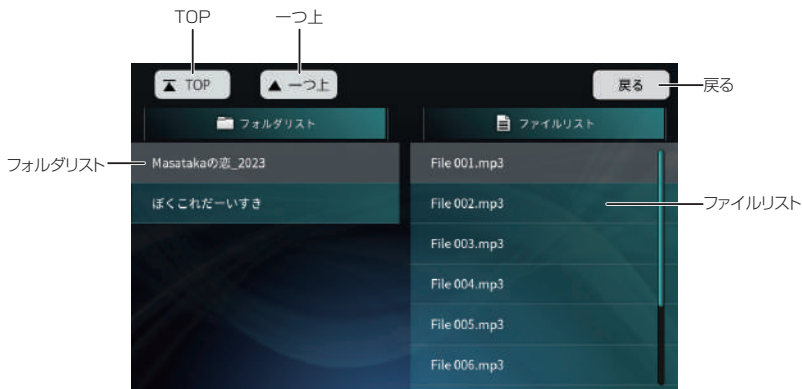 TOP
一つ上
TOP
一つ上
戻る
戻る
フォルダリスト
ファイルリスト
フォルダリスト
Masatakaの恋_2023
ぼくこれだーいすき
File 001.mp3
File 002.mp3
ファイルリスト
File 003.mp3
File 004.mp3
File 005.mp3
File 006.mp3